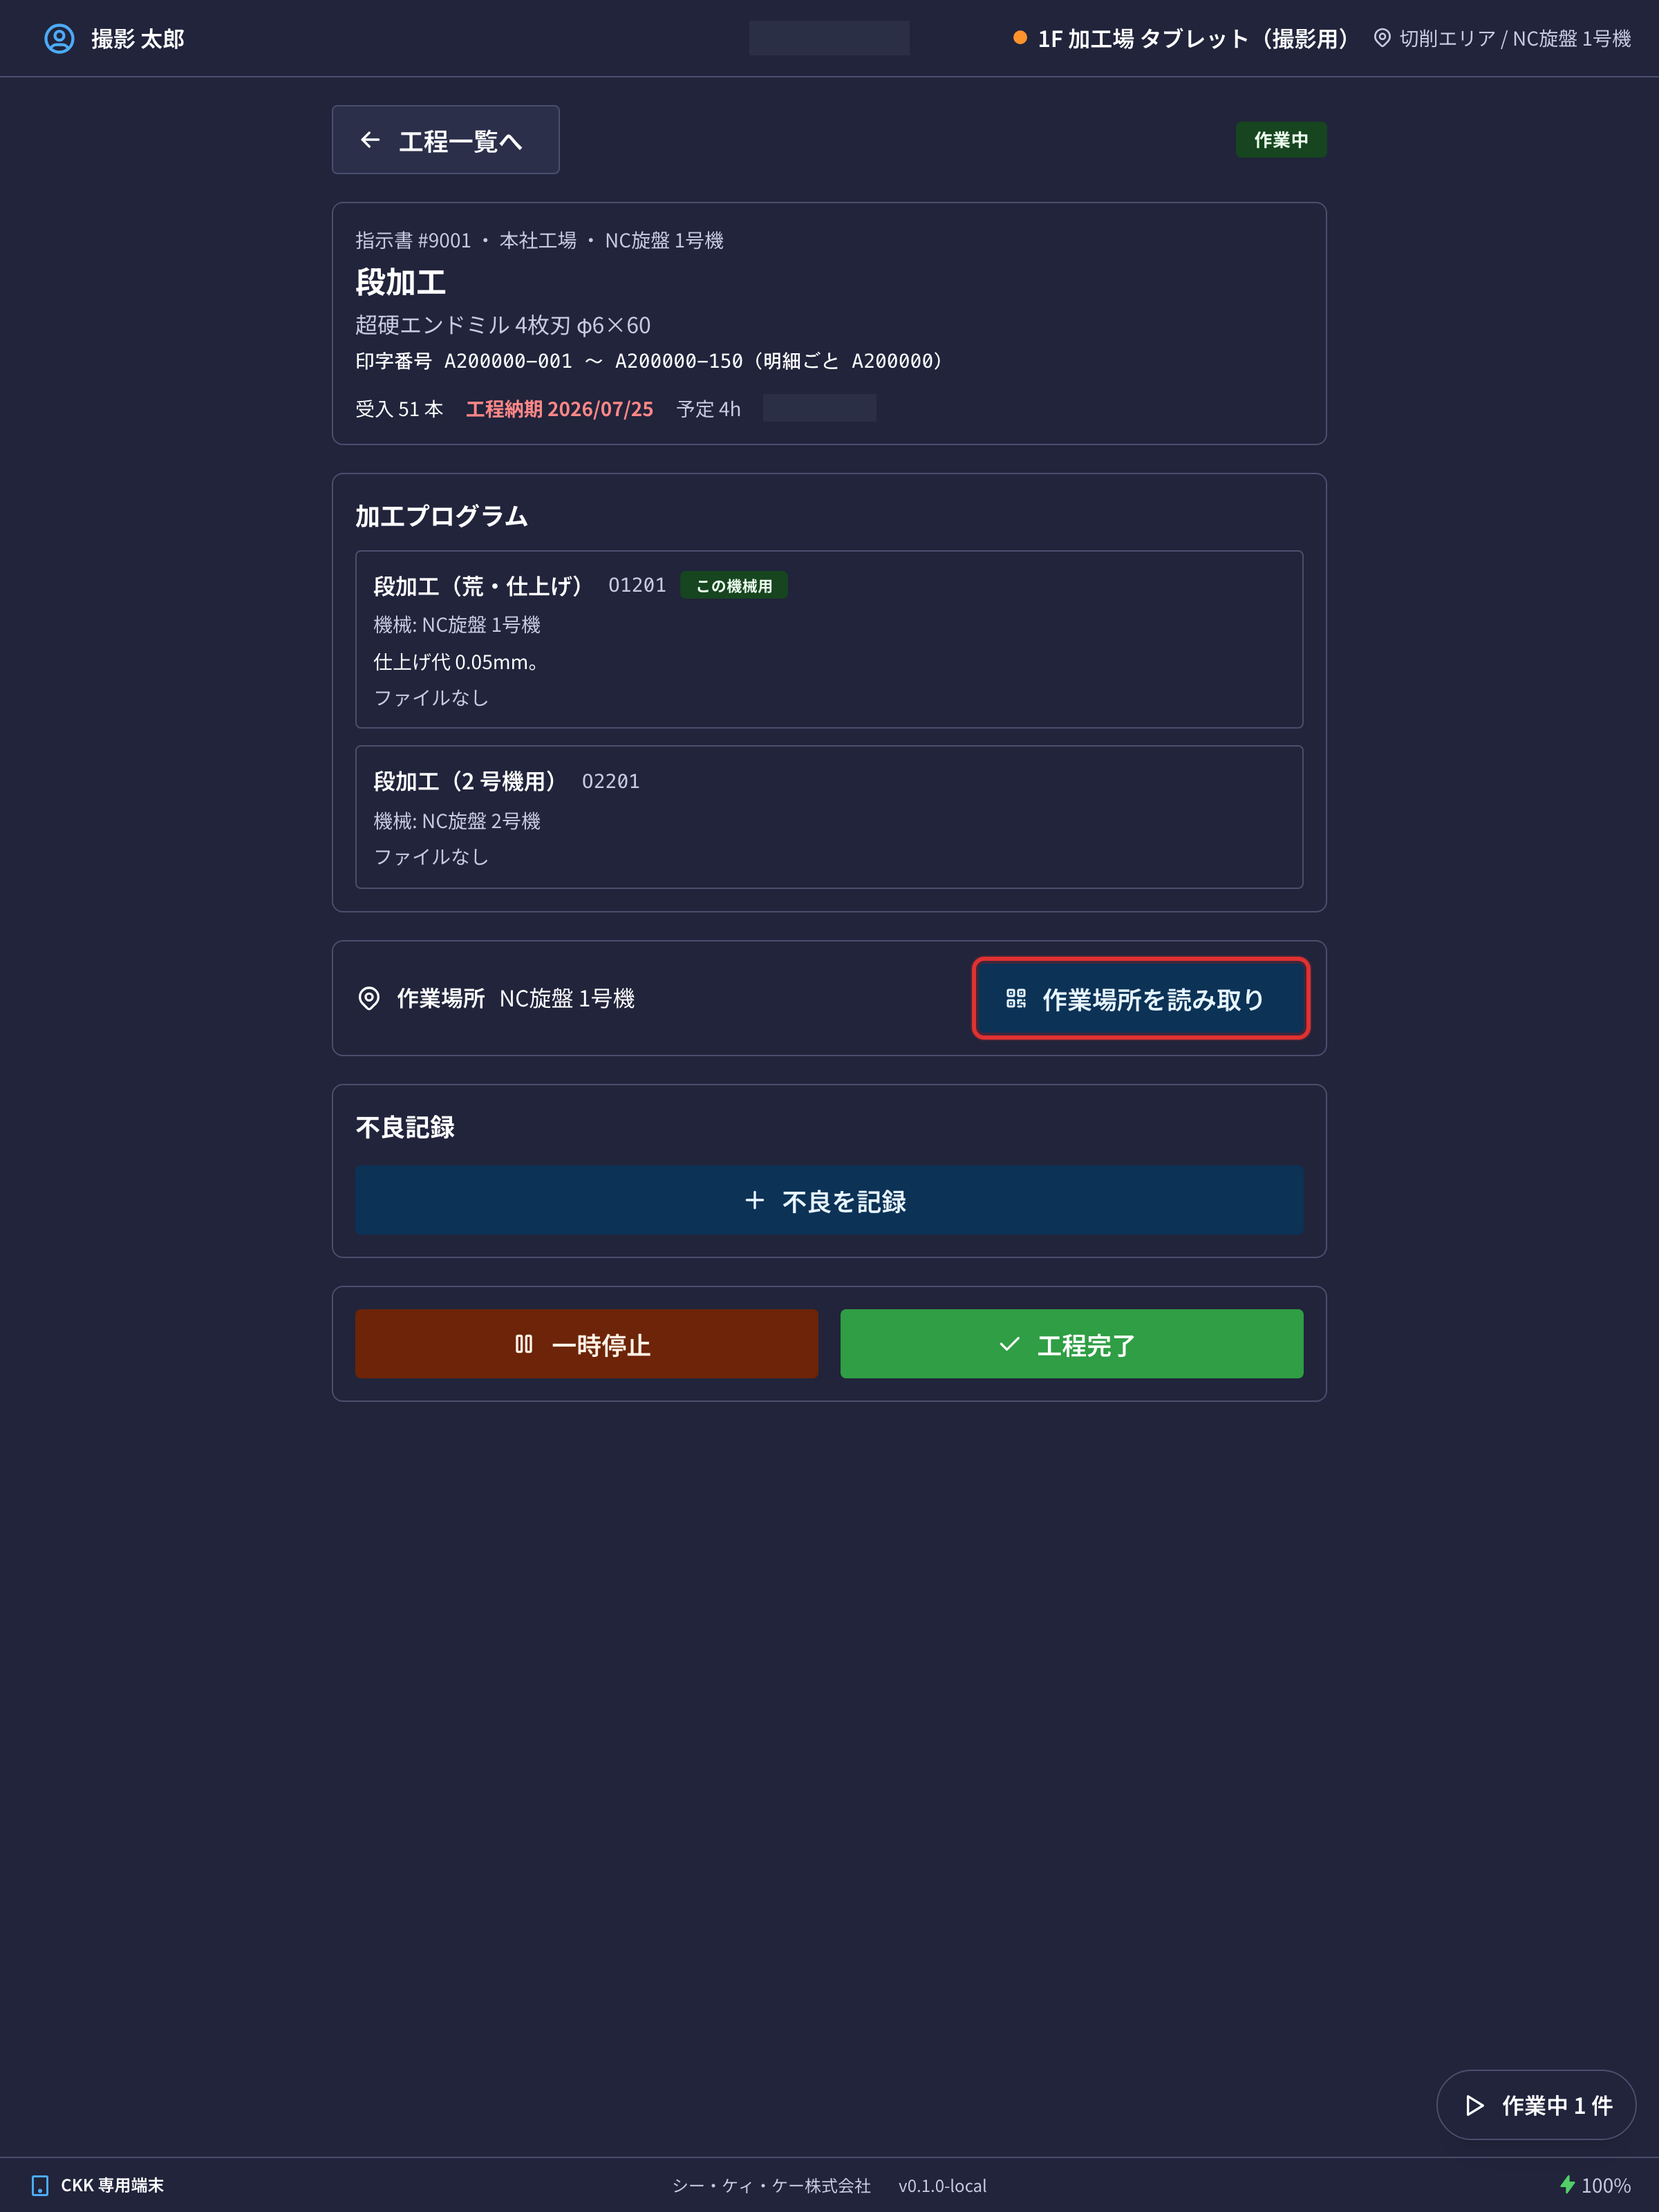 撮影 太郎
1F 加工場 タブレット（撮影用） 切削エリア / NC旋盤 1号機
工程一覧へ
作業中
指示書 #9001 ・ 本社工場 ・ NC旋盤 1号機
段加工
超硬エンドミル 4枚刃 φ6×60
印字番号 A200000-001 〜 A200000-150（明細ごと A200000）
受入 51 本 工程納期 2026/07/25 予定 4h
加工プログラム
段加工（荒・仕上げ） O1201 この機械用
機械: NC旋盤 1号機
仕上げ代 0.05mm。
ファイルなし
段加工（2 号機用） O2201
機械: NC旋盤 2号機
ファイルなし
作業場所 NC旋盤 1号機 作業場所を読み取り
不良記録
不良を記録
一時停止 工程完了
作業中 1 件
CKK 専用端末 シー・ケィ・ケー株式会社 v0.1.0-local 100%